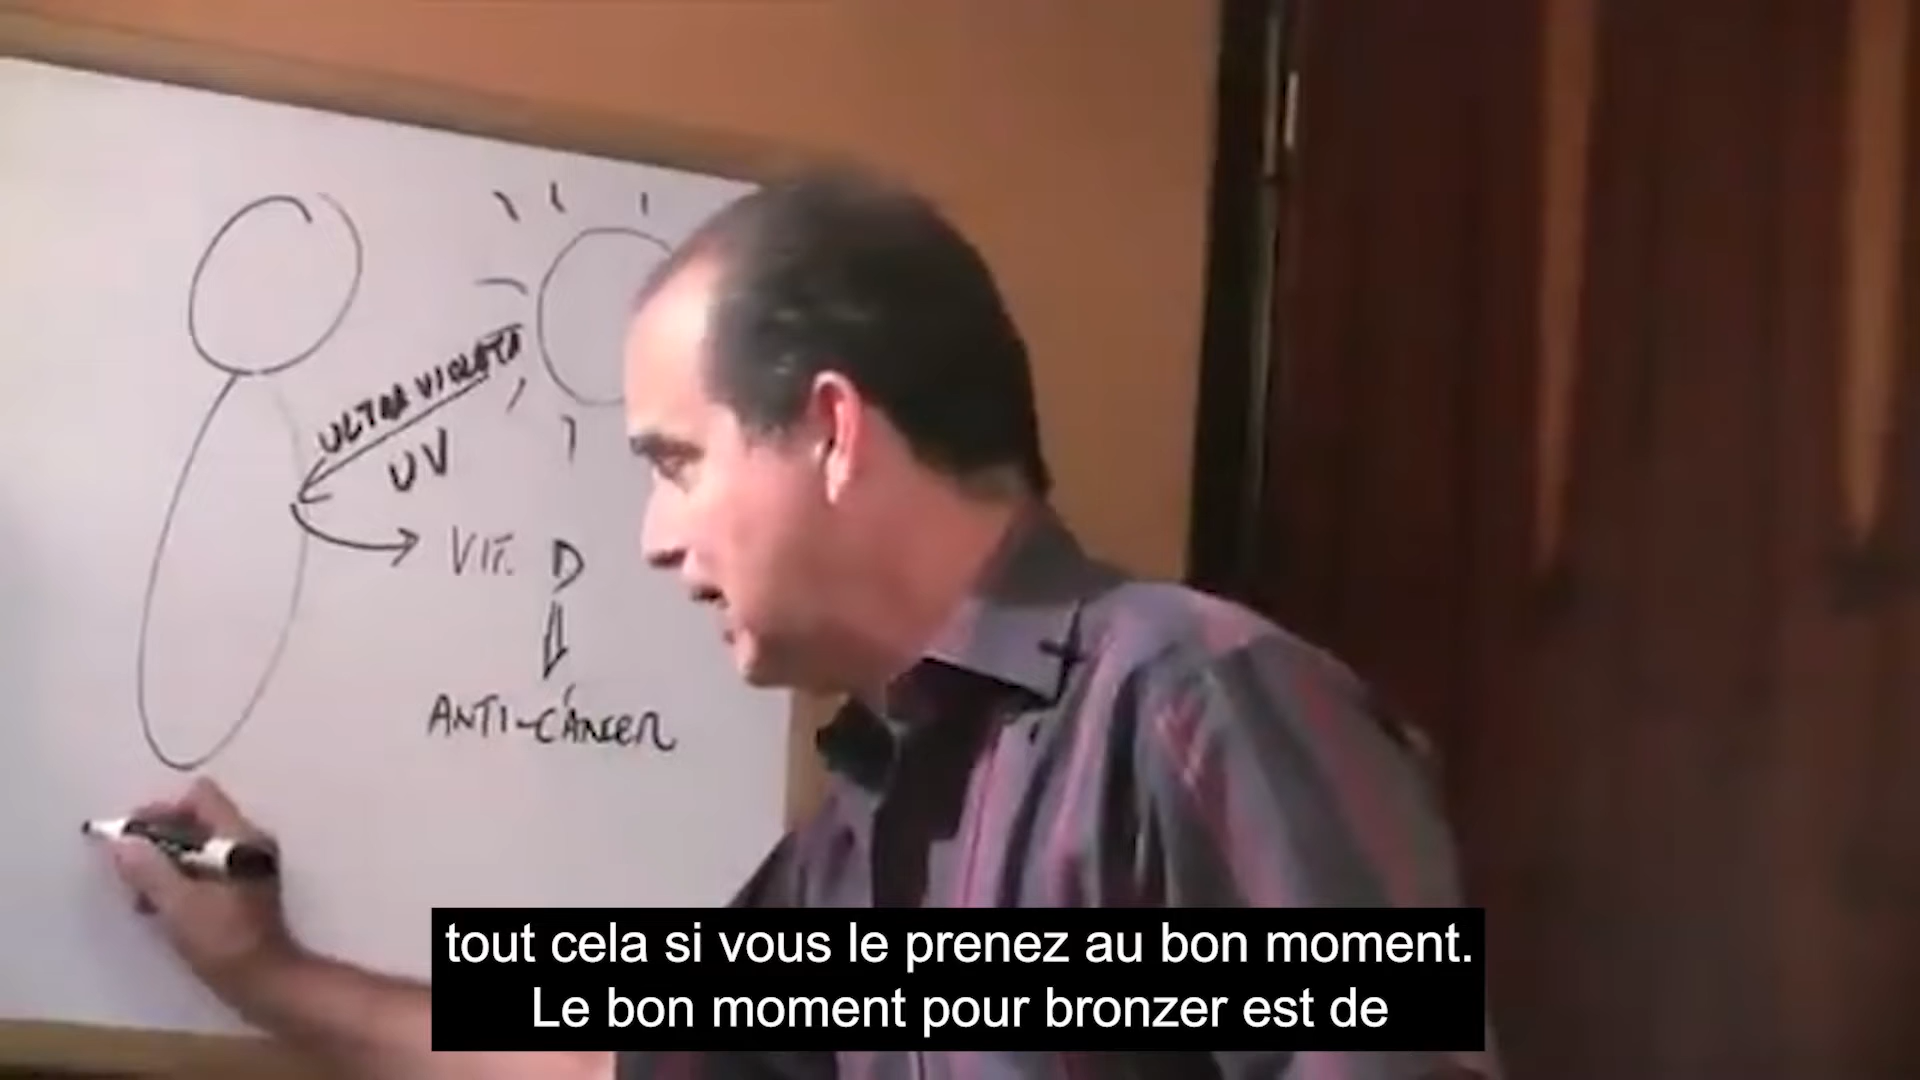 ULTRA VIOLETA
UV
VIT. D
ANTI-CÁNCER
tout cela si vous le prenez au bon moment.
Le bon moment pour bronzer est de